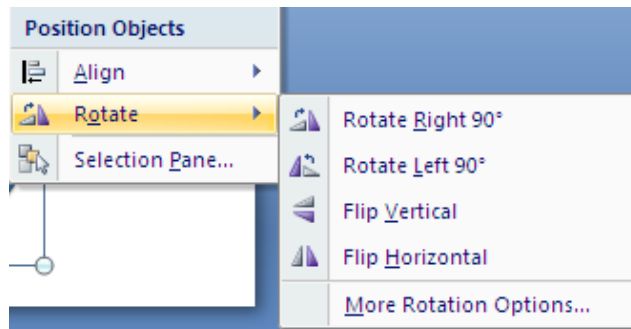 Position Objects
Align
Rotate
Selection Pane...
Rotate Right 90°
Rotate Left 90°
Flip Vertical
Flip Horizontal
More Rotation Options...